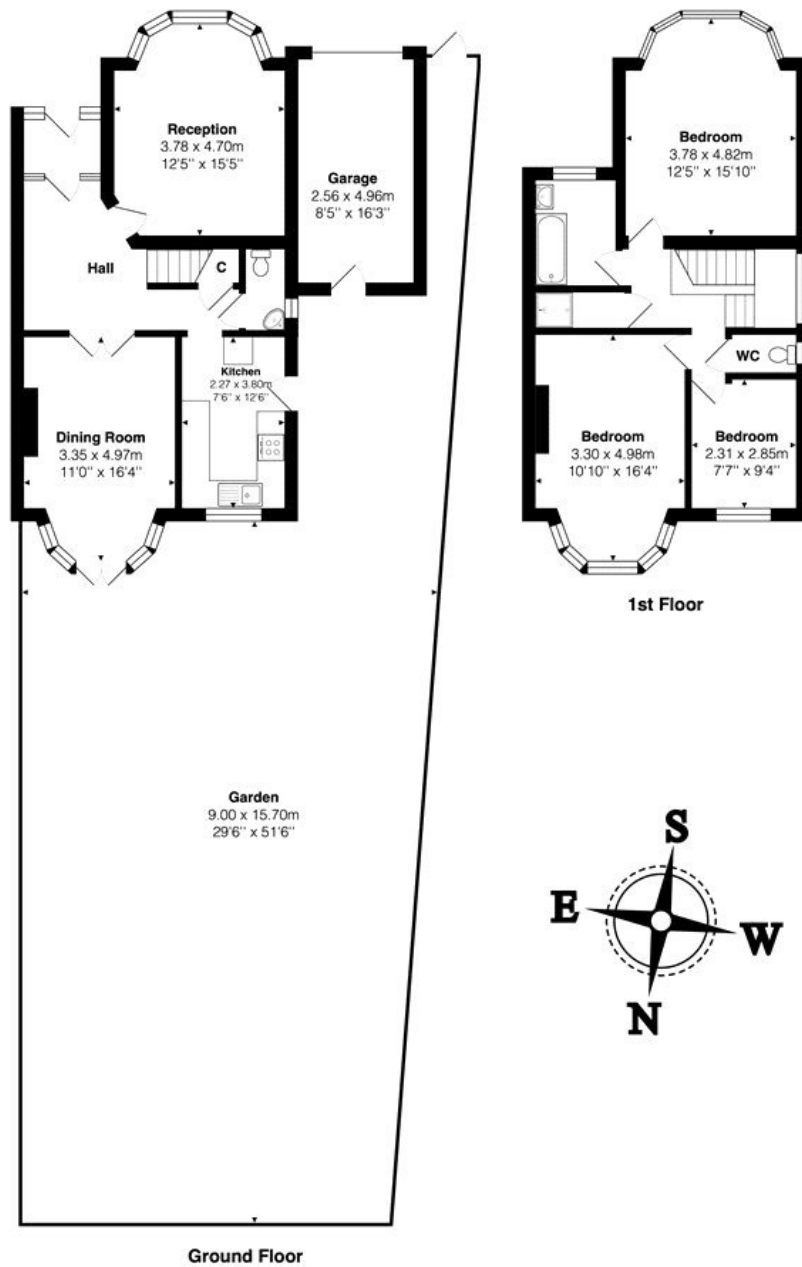 Reception
3.78 x 4.70m
12'5" x 15'5"
Garage
2.56 x 4.96m
8'5" x 16'3"
Hall
C
Kitchen
2.27 x 3.80m
7'6" x 12'6"
Dining Room
3.35 x 4.97m
11'0" x 16'4"
Garden
9.00 x 15.70m
29'6" x 51'6"
Ground Floor
Bedroom
3.78 x 4.82m
12'5" x 15'10"
WC
Bedroom
3.30 x 4.98m
10'10" x 16'4"
Bedroom
2.31 x 2.85m
7'7" x 9'4"
1st Floor
S
E
W
N